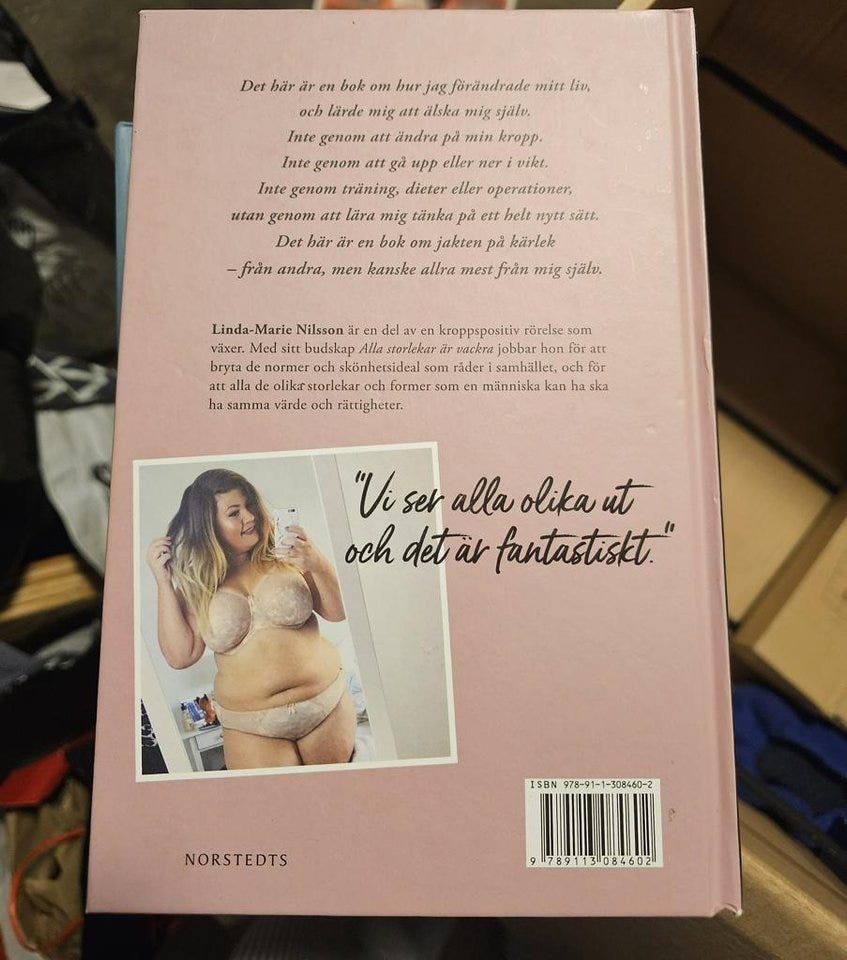 Det här är en bok om hur jag förändrade mitt liv,
och lärde mig att älska mig själv.
Inte genom att ändra på min kropp.
Inte genom att gå upp eller ner i vikt.
Inte genom träning, dieter eller operationer,
utan genom att lära mig tänka på ett helt nytt sätt.
Det här är en bok om jakten på kärlek
– från andra, men kanske allra mest från mig själv.
Linda-Marie Nilsson är en del av en kroppspositiv rörelse som
växer. Med sitt budskap Alla storlekar är vackra jobbar hon för att
bryta de normer och skönhetsideal som råder i samhället, och för
att alla de olika storlekar och former som en människa kan ha ska
ha samma värde och rättigheter.
"Vi ser alla olika ut
och det är fantastiskt."
ISBN 978-91-1-308460-2
9 789113 084602
NORSTEDTS